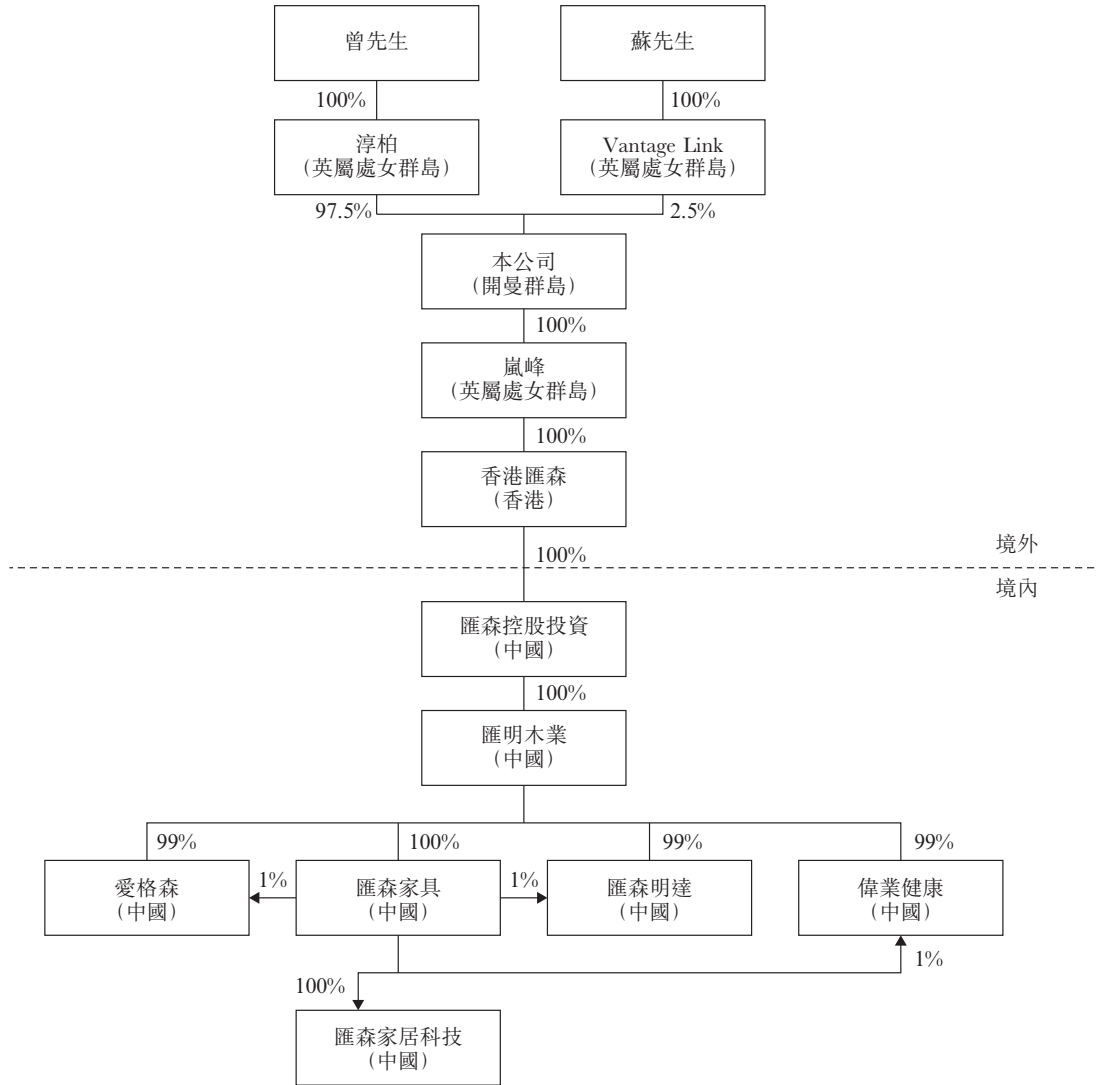 曾先生
蘇先生
100%
100%
淳柏
（英屬處女群島）
Vantage Link
（英屬處女群島）
97.5%
2.5%
本公司
（開曼群島）
100%
嵐峰
（英屬處女群島）
100%
香港匯森
（香港）
100%
境外
境內
匯森控股投資
（中國）
100%
匯明木業
（中國）
99%
100%
99%
99%
愛格森
（中國）
1%
匯森家具
（中國）
1%
匯森明達
（中國）
偉業健康
（中國）
100%
1%
匯森家居科技
（中國）